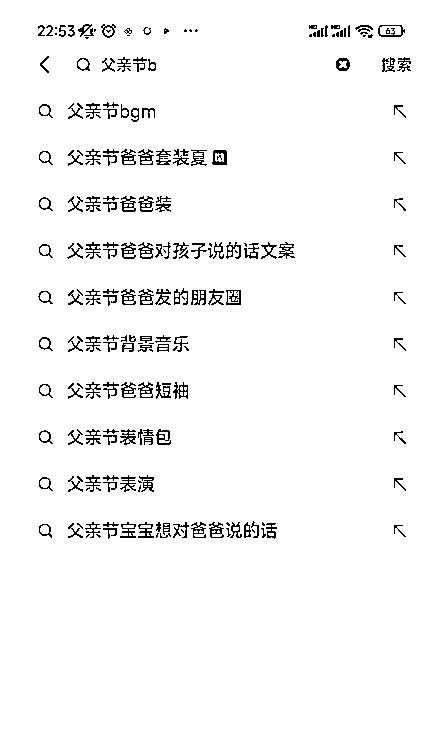 22:53 ··· 63
父亲节b 搜索
父亲节bgm
父亲节爸爸套装夏
父亲节爸爸装
父亲节爸爸对孩子说的话文案
父亲节爸爸发的朋友圈
父亲节背景音乐
父亲节爸爸短袖
父亲节表情包
父亲节表演
父亲节宝宝想对爸爸说的话